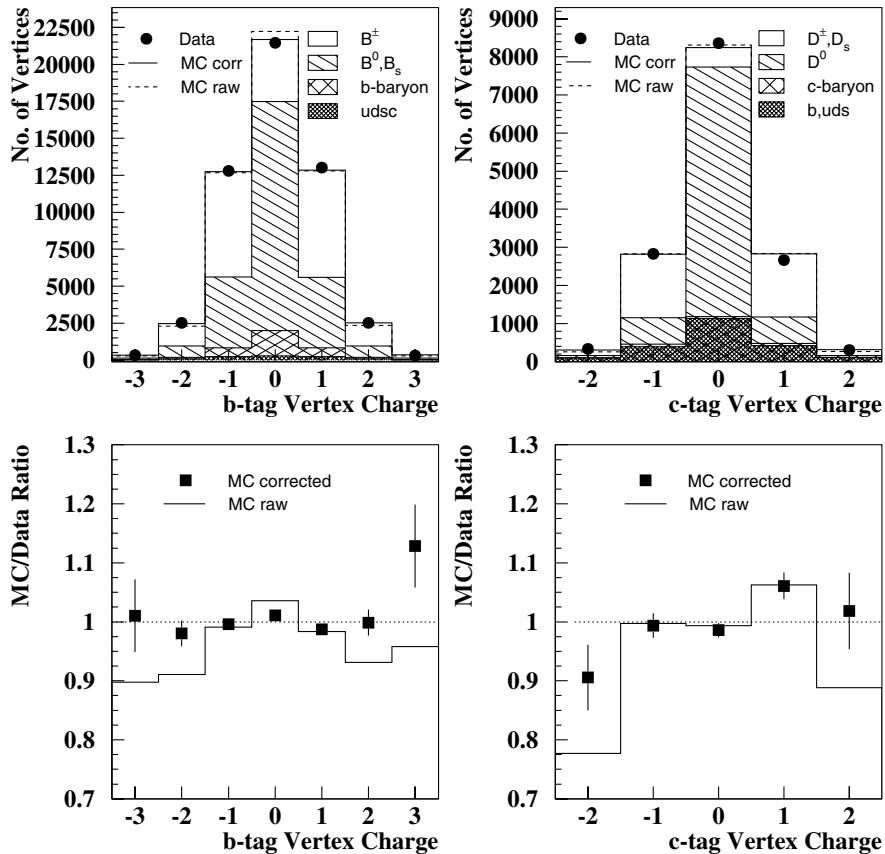 No. of Vertices
22500
20000
17500
15000
12500
10000
7500
5000
2500
0
Data
MC corr
MC raw
B±
B⁰,Bₛ
b-baryon
udsc
-3 -2 -1 0 1 2 3
b-tag Vertex Charge
No. of Vertices
9000
8000
7000
6000
5000
4000
3000
2000
1000
0
Data
MC corr
MC raw
D±,Dₛ
D⁰
c-baryon
b,uds
-2 -1 0 1 2
c-tag Vertex Charge
MC/Data Ratio
1.3
1.2
1.1
1
0.9
0.8
0.7
MC corrected
MC raw
-3 -2 -1 0 1 2 3
b-tag Vertex Charge
MC/Data Ratio
1.3
1.2
1.1
1
0.9
0.8
0.7
MC corrected
MC raw
-2 -1 0 1 2
c-tag Vertex Charge